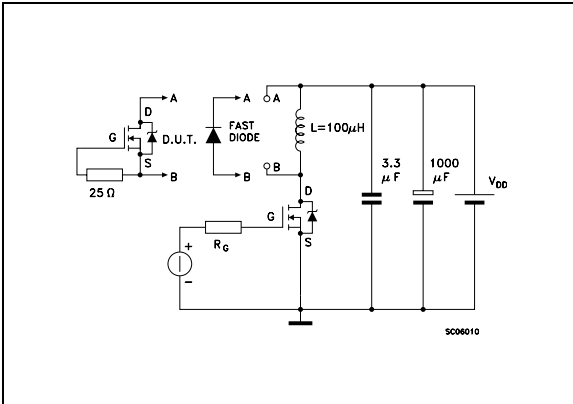 A
A
A
D
G
D.U.T.
FAST
DIODE
L=100μH
S
B
B
B
25 Ω
3.3
μF
1000
μF
VDD
D
G
S
RG
+
−
SC06010